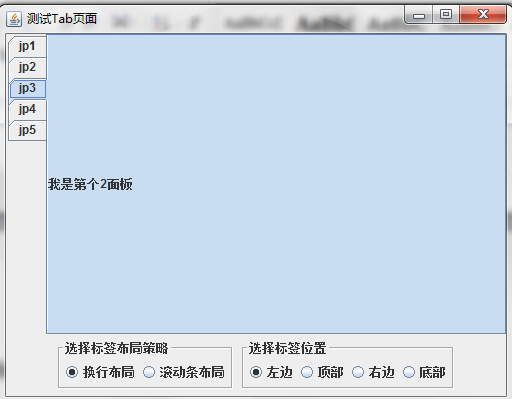 测试Tab页面
jp1
jp2
jp3
jp4
jp5
我是第个2面板
选择标签布局策略
换行布局 滚动条布局
选择标签位置
左边 顶部 右边 底部